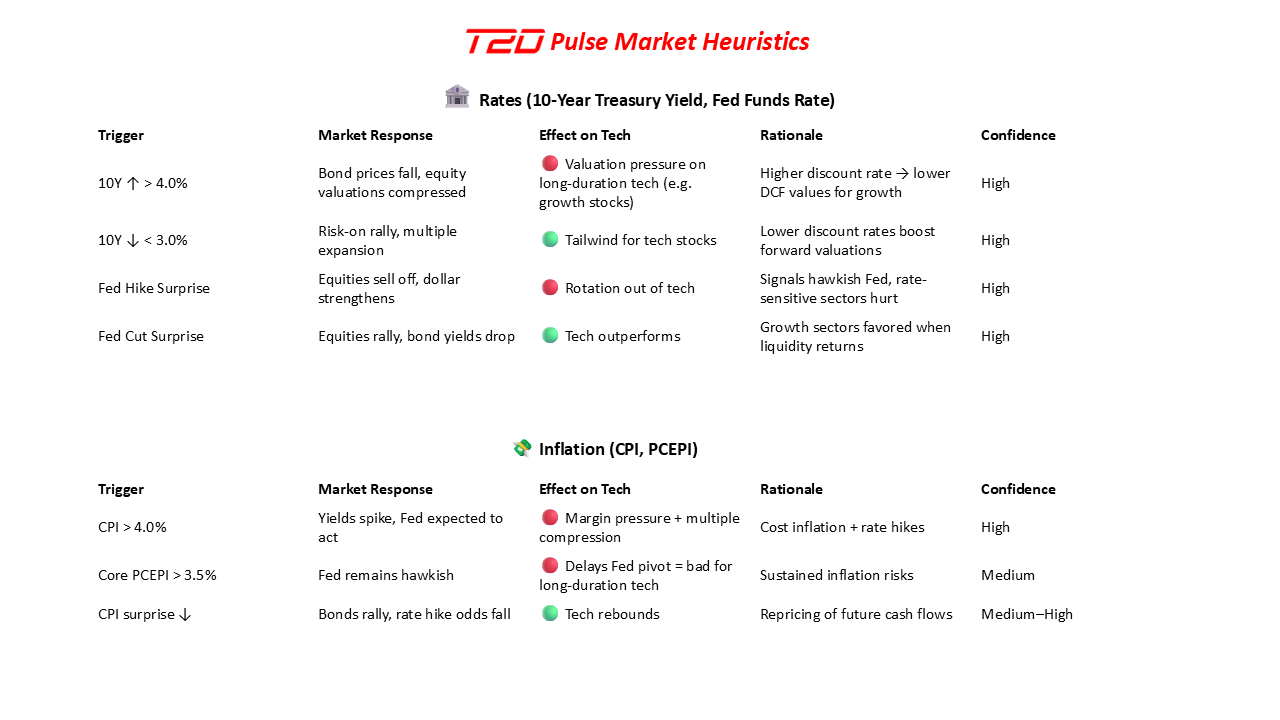 T2D Pulse Market Heuristics
Rates (10-Year Treasury Yield, Fed Funds Rate)
Trigger Market Response Effect on Tech Rationale Confidence
10Y ↑ > 4.0%
Bond prices fall, equity
valuations compressed
Valuation pressure on
long-duration tech (e.g.
growth stocks)
Higher discount rate → lower
DCF values for growth
High
10Y ↓ < 3.0%
Risk-on rally, multiple
expansion
Tailwind for tech stocks
Lower discount rates boost
forward valuations
High
Fed Hike Surprise
Equities sell off, dollar
strengthens
Rotation out of tech
Signals hawkish Fed, rate-
sensitive sectors hurt
High
Fed Cut Surprise
Equities rally, bond yields drop
Tech outperforms
Growth sectors favored when
liquidity returns
High
Inflation (CPI, PCEPI)
Trigger Market Response Effect on Tech Rationale Confidence
CPI > 4.0%
Yields spike, Fed expected to
act
Margin pressure + multiple
compression
Cost inflation + rate hikes
High
Core PCEPI > 3.5%
Fed remains hawkish
Delays Fed pivot = bad for
long-duration tech
Sustained inflation risks
Medium
CPI surprise ↓
Bonds rally, rate hike odds fall
Tech rebounds
Repricing of future cash flows
Medium–High